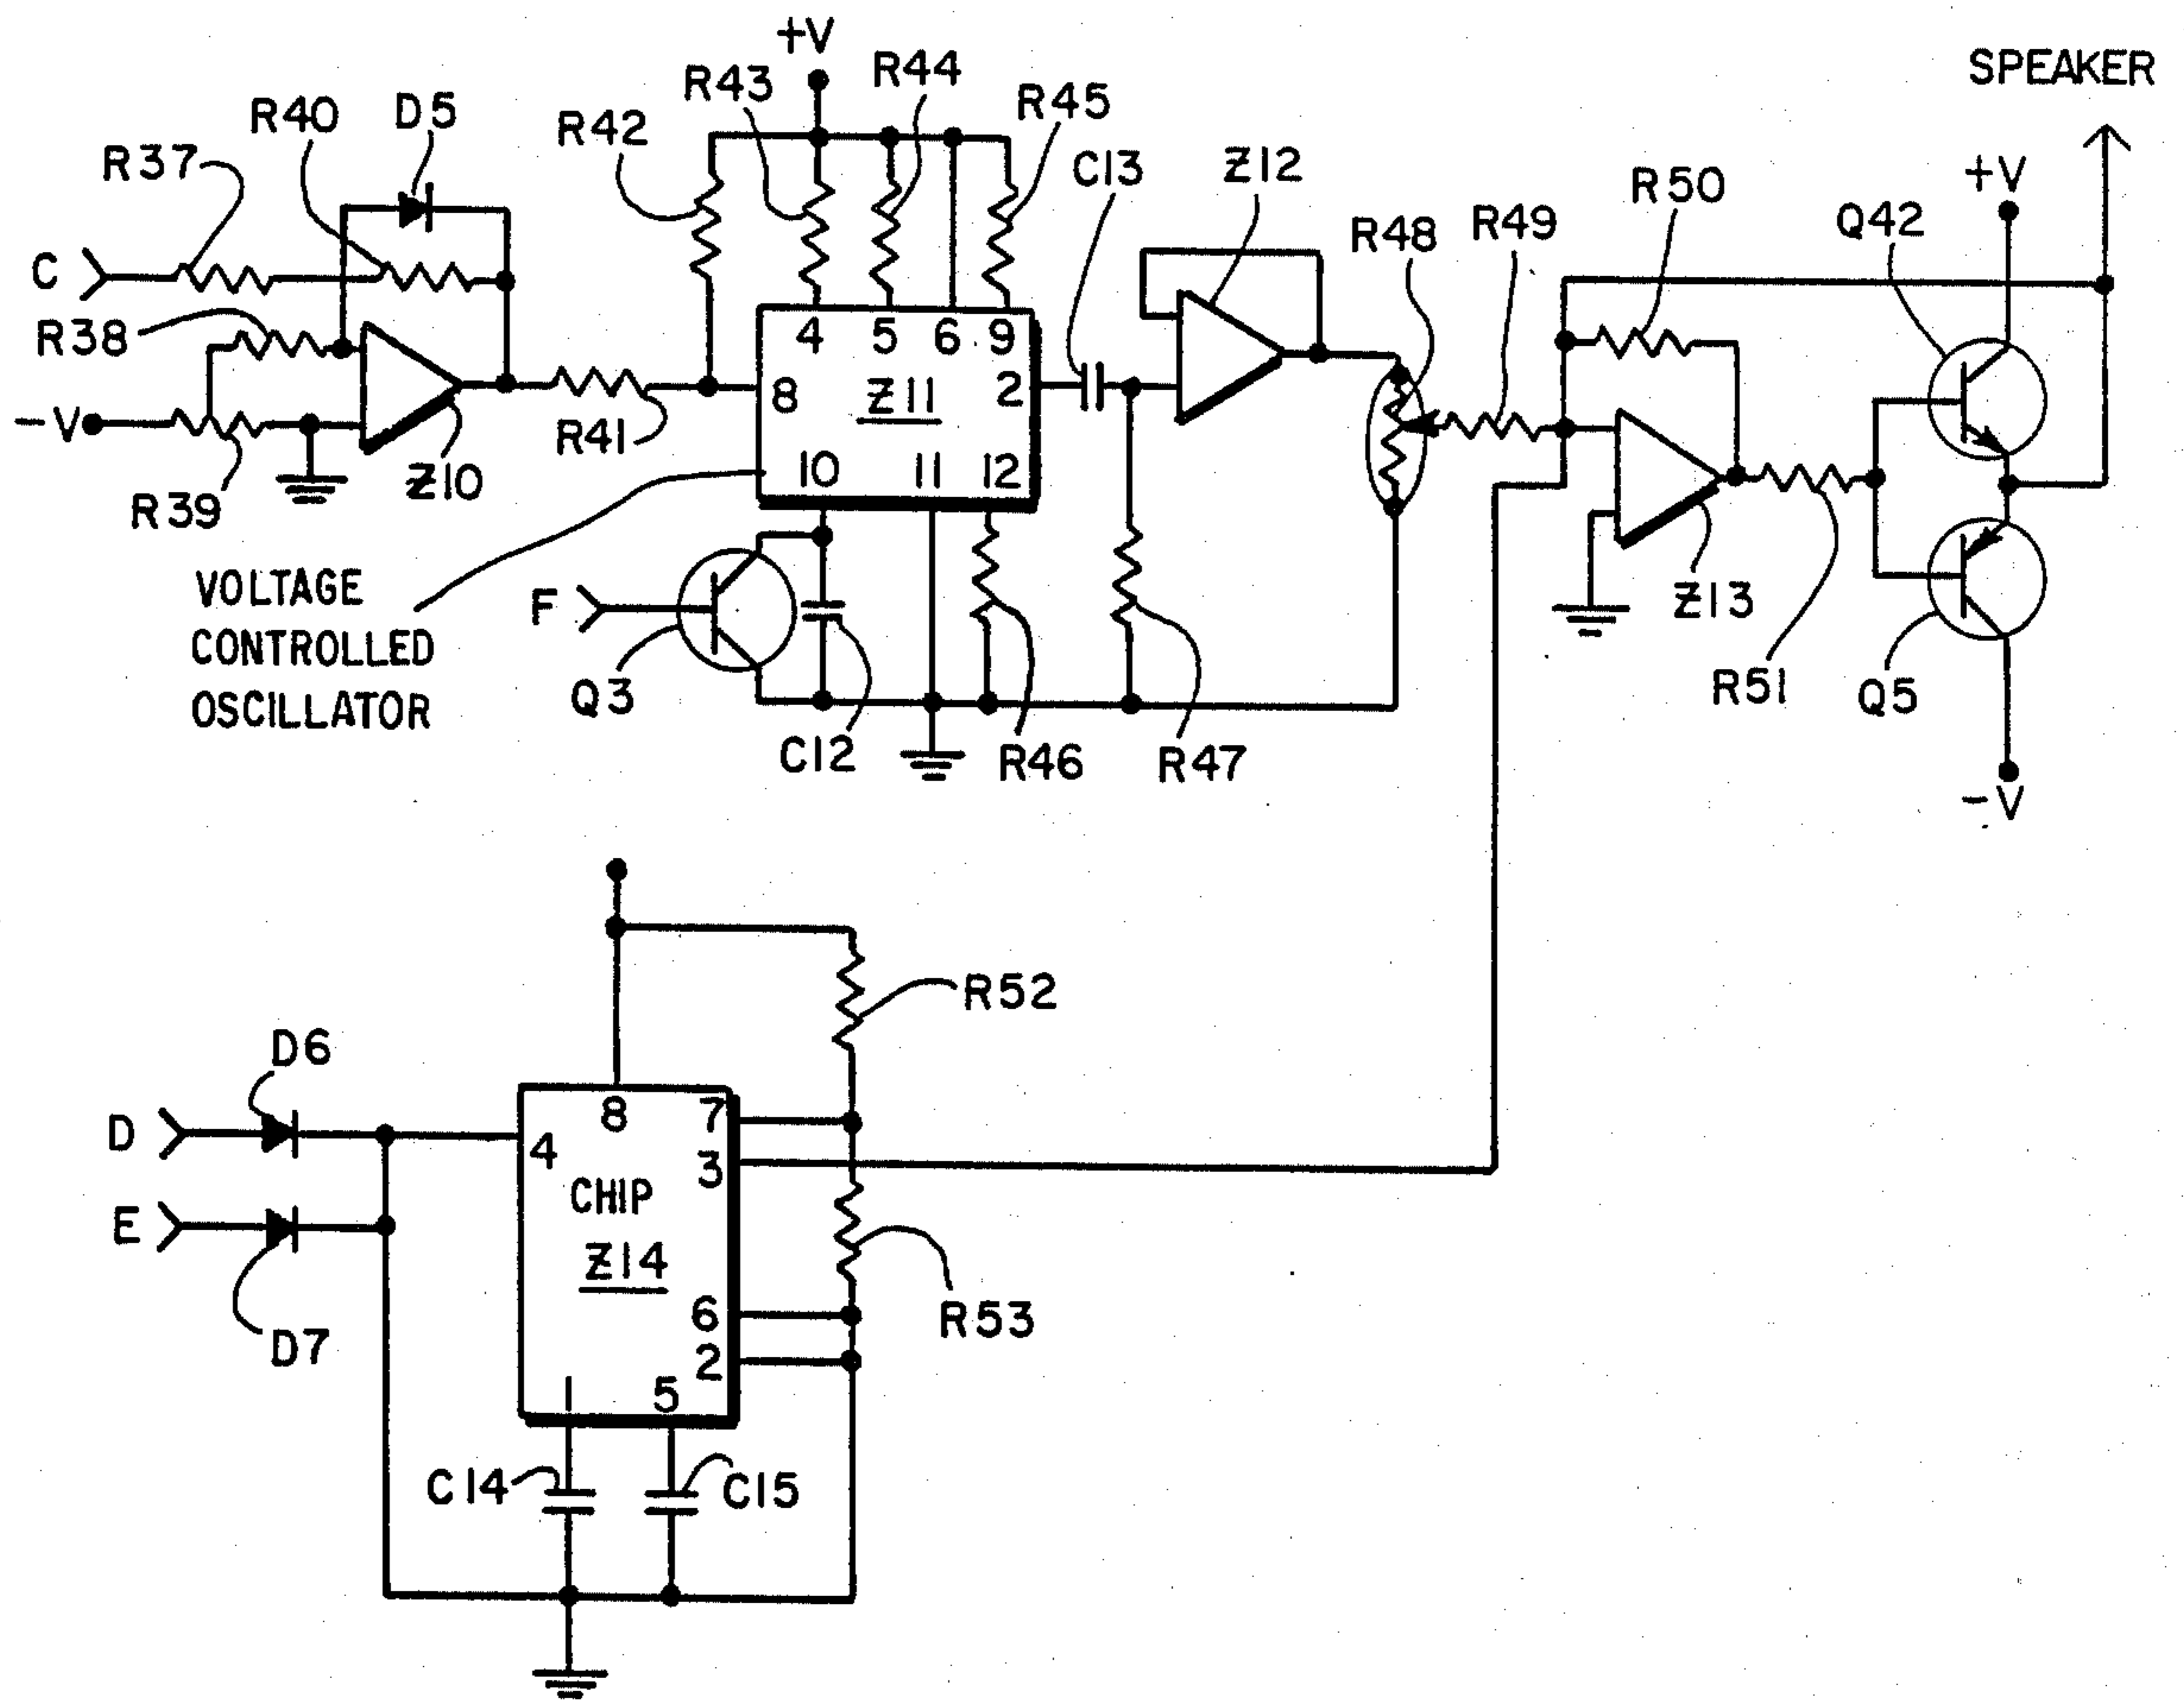 +V
SPEAKER
R43
R44
R45
R40
D5
R42
R37
C13
Z12
R50
+V
Q42
R48
R49
C
R38
4
5
6
9
8
Z11
2
-V
R41
10
11
12
Z10
R39
VOLTAGE
CONTROLLED
OSCILLATOR
F
Z13
Q3
R51
Q5
C12
R46
R47
-V
R52
D6
D
8
7
4
3
E
CHIP
Z14
6
R53
D7
2
1
5
C14
C15